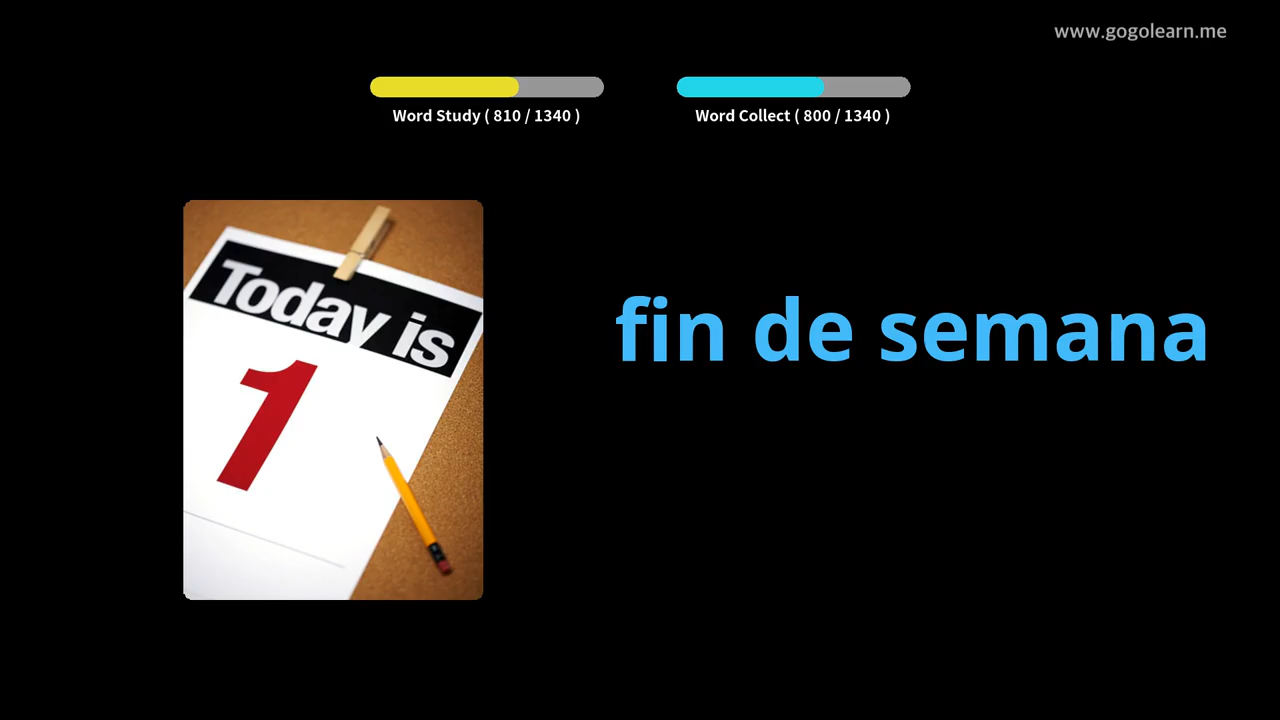 www.gogolearn.me
Word Study ( 810 / 1340 )
Word Collect ( 800 / 1340 )
Today is
1
fin de semana